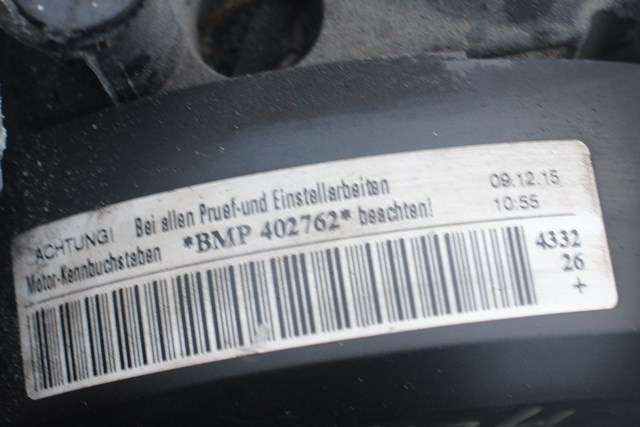 ACHTUNG! Bei allen Pruef-und Einstellarbeiten 09.12.15
Motor-Kennbuchstaben *BMP 402762* beachten! 10:55
4332
26
+